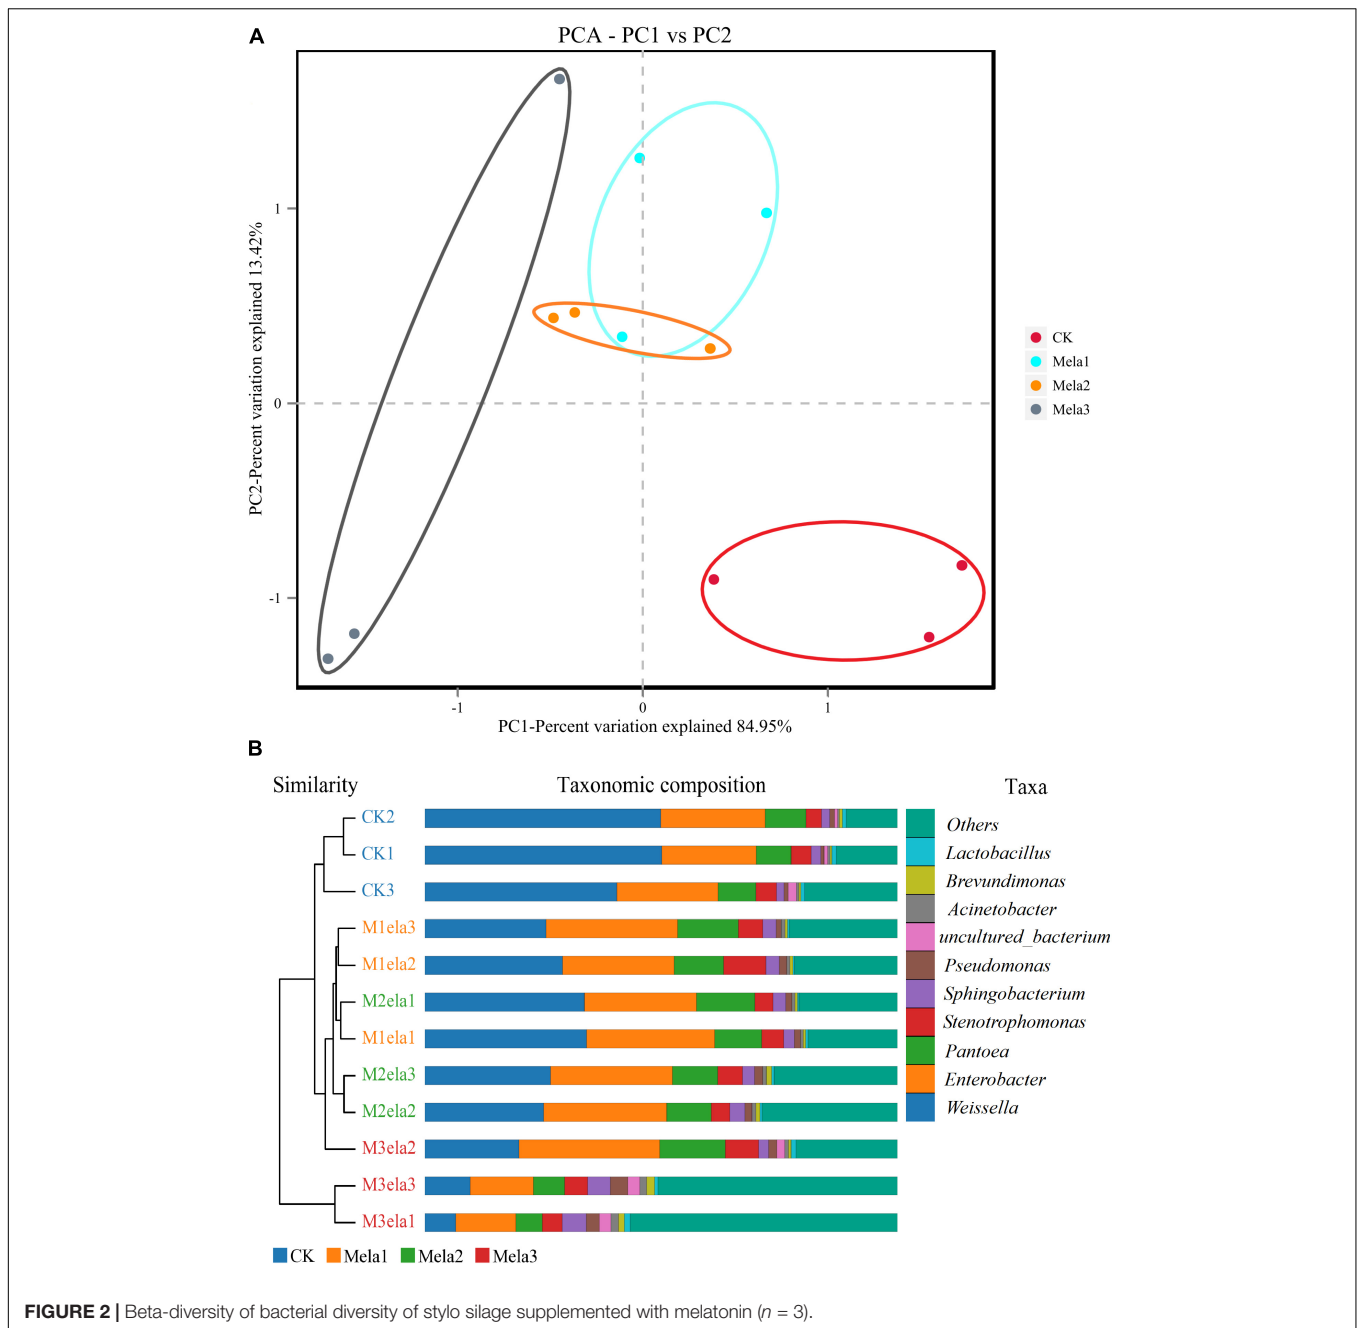 A
PCA - PC1 vs PC2
PC2-Percent variation explained 13.42%
1
0
-1
-1
0
1
PC1-Percent variation explained 84.95%
CK
Mela1
Mela2
Mela3
B
Similarity
Taxonomic composition
Taxa
CK2
CK1
CK3
M1ela3
M1ela2
M2ela1
M1ela1
M2ela3
M2ela2
M3ela2
M3ela3
M3ela1
Others
Lactobacillus
Brevundimonas
Acinetobacter
uncultured_bacterium
Pseudomonas
Sphingobacterium
Stenotrophomonas
Pantoea
Enterobacter
Weissella
CK Mela1 Mela2 Mela3
FIGURE 2 | Beta-diversity of bacterial diversity of stylo silage supplemented with melatonin (n = 3).